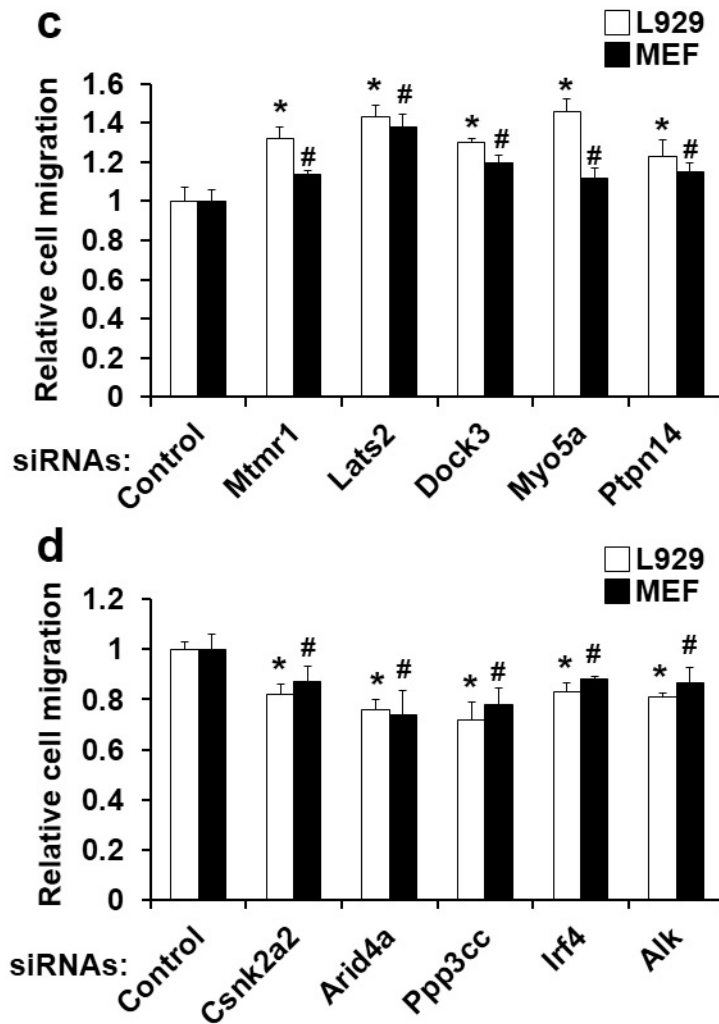 c
L929
MEF
Relative cell migration
1.6
1.4
1.2
1
0.8
0.6
0.4
0.2
0
* # * # * # * # * #
siRNAs:
Control
Mtmr1
Lats2
Dock3
Myo5a
Ptpn14
d
L929
MEF
Relative cell migration
1.2
1
0.8
0.6
0.4
0.2
0
* # * # * # * # * #
siRNAs:
Control
Csnk2a2
Arid4a
Ppp3cc
Irf4
Alk